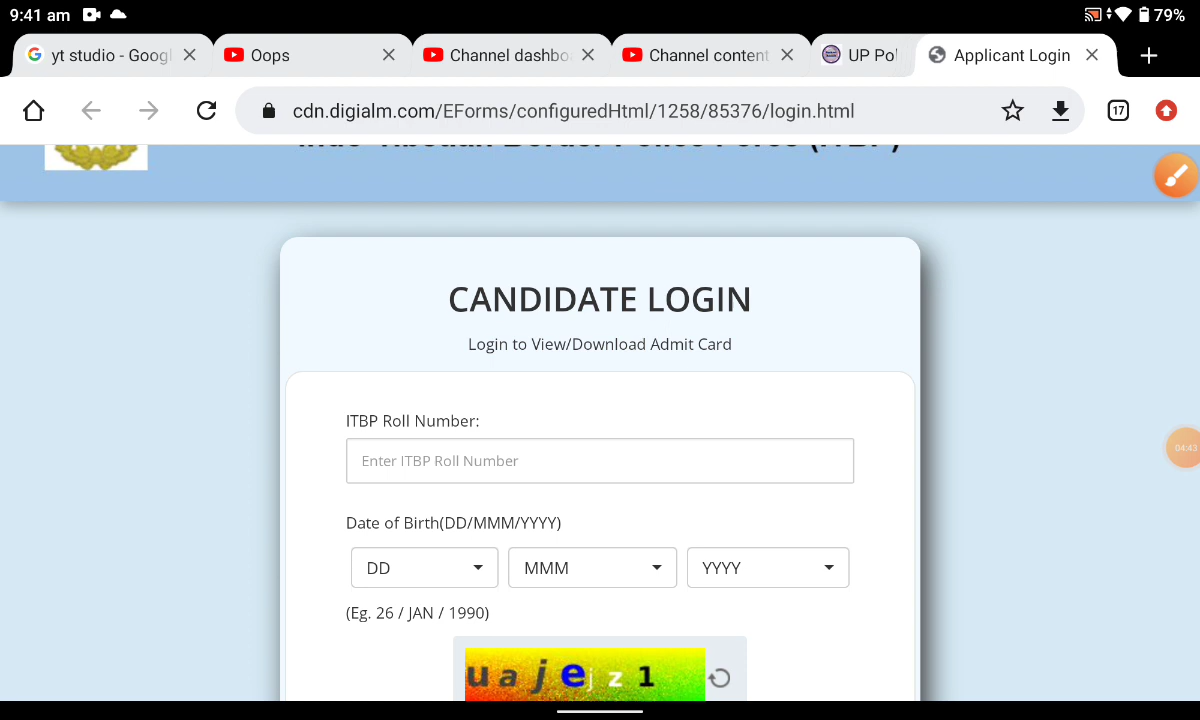 9:41 am
79%
yt studio - Googl
Oops
Channel dashbo
Channel content
UP Pol
Applicant Login
cdn.digialm.com/EForms/configuredHtml/1258/85376/login.html
17
CANDIDATE LOGIN
Login to View/Download Admit Card
04:43
ITBP Roll Number:
Enter ITBP Roll Number
Date of Birth(DD/MMM/YYYY)
DD
MMM
YYYY
(Eg. 26 / JAN / 1990)
u a j e j z 1